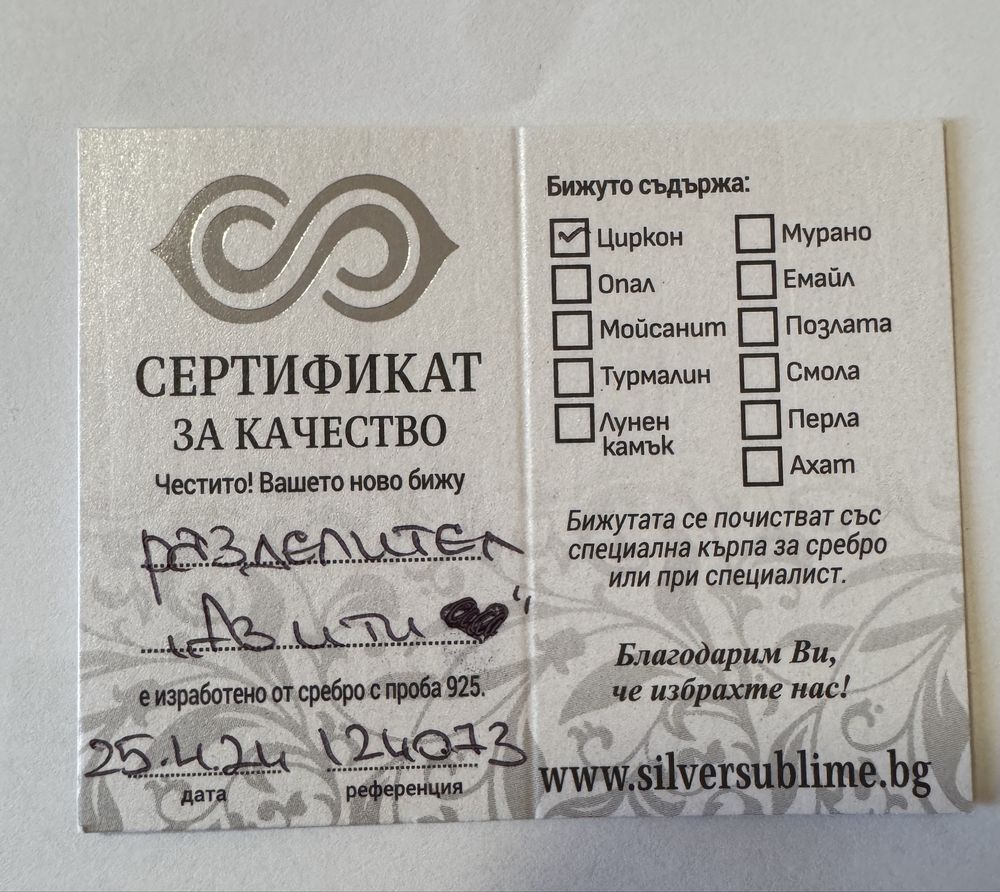 СЕРТИФИКАТ
ЗА КАЧЕСТВО
Честито! Вашето ново бижу
разделител
„Аз и ти ♥“
е изработено от сребро с проба 925.
25.4.24 124073
дата референция
Бижуто съдържа:
Циркон
Опал
Мойсанит
Турмалин
Лунен
камък
Мурано
Емайл
Позлата
Смола
Перла
Ахат
Бижутата се почистват със
специална кърпа за сребро
или при специалист.
Благодарим Ви,
че избрахте нас!
www.silversublime.bg